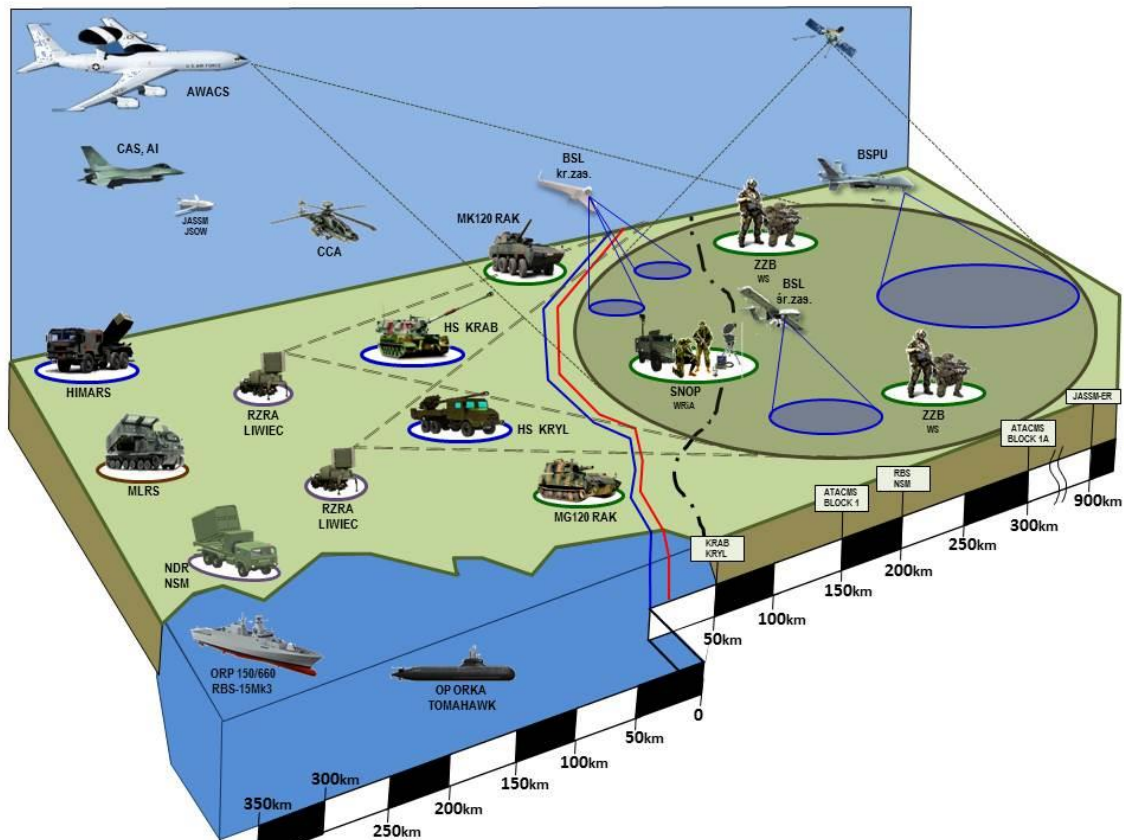 U.S. AIR FORCE
AWACS
CAS, AI
JASSM
JSOW
CCA
BSL
kr.zas.
BSPU
MK120 RAK
ZZB
WS
BSL
śr.zas.
HS KRAB
HIMARS
RZRA
LIWIEC
SNOP
WRiA
ZZB
WS
JASSM-ER
HS KRYL
ATACMS
BLOCK 1A
MLRS
RZRA
LIWIEC
MG120 RAK
RBS
NSM
ATACMS
BLOCK 1
KRAB
KRYL
NDR
NSM
900km
300km
250km
200km
150km
100km
50km
0
ORP 150/660
RBS-15Mk3
OP ORKA
TOMAHAWK
50km
100km
150km
200km
250km
300km
350km